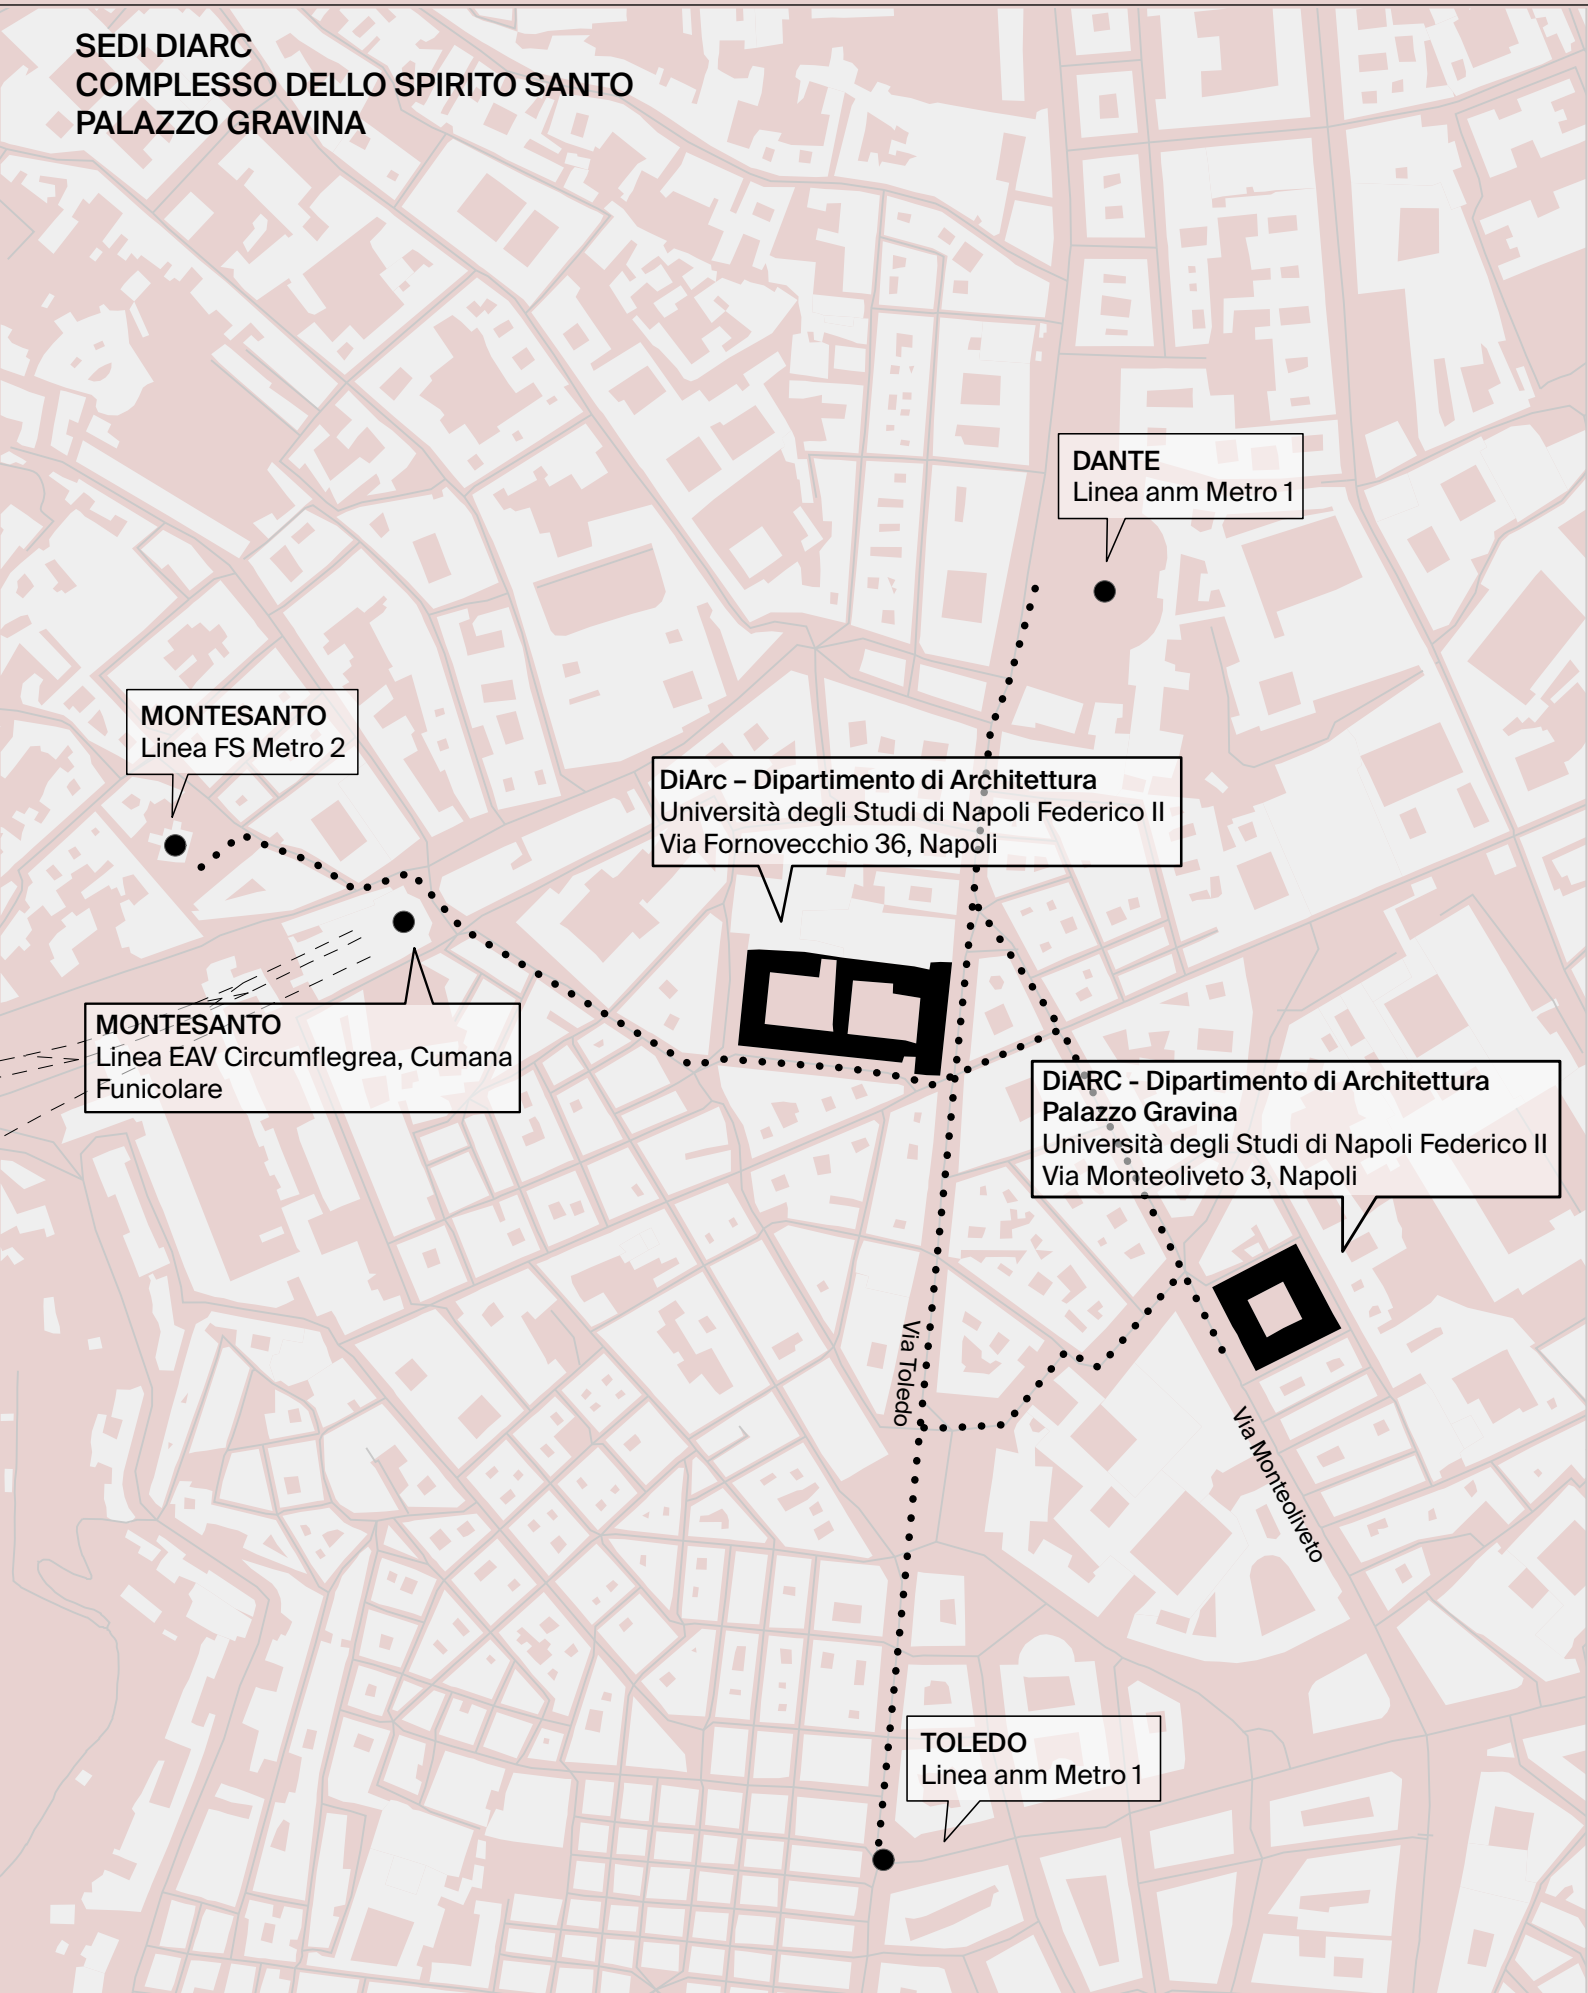 SEDI DIARC
COMPLESSO DELLO SPIRITO SANTO
PALAZZO GRAVINA
DANTE
Linea anm Metro 1
MONTESANTO
Linea FS Metro 2
DiArc – Dipartimento di Architettura
Università degli Studi di Napoli Federico II
Via Fornovecchio 36, Napoli
MONTESANTO
Linea EAV Circumflegrea, Cumana
Funicolare
DiARC - Dipartimento di Architettura
Palazzo Gravina
Università degli Studi di Napoli Federico II
Via Monteoliveto 3, Napoli
Via Toledo
Via Monteoliveto
TOLEDO
Linea anm Metro 1